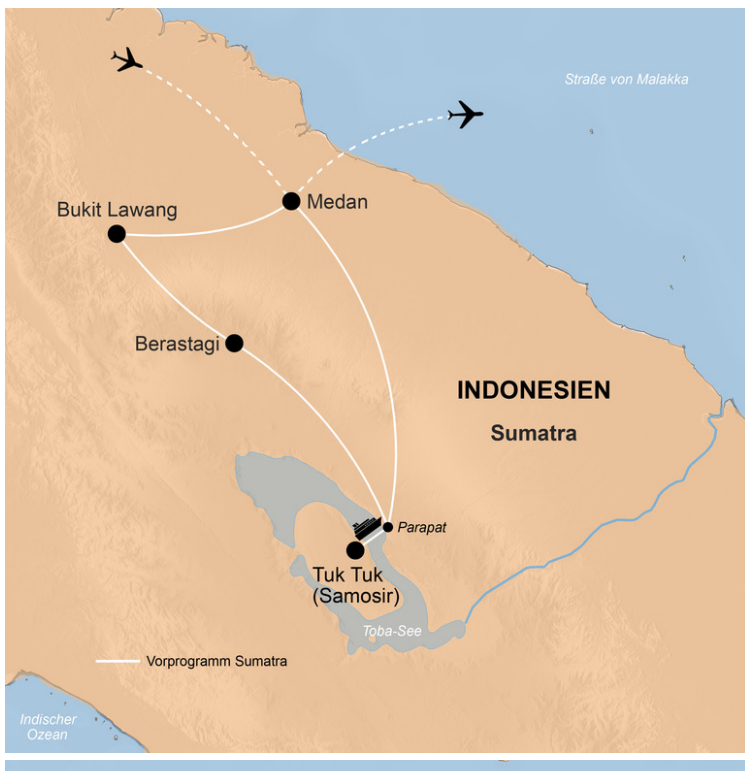 Straße von Malakka
Medan
Bukit Lawang
Berastagi
INDONESIEN
Sumatra
Parapat
Tuk Tuk
(Samosir)
Toba-See
Vorprogramm Sumatra
Indischer
Ozean